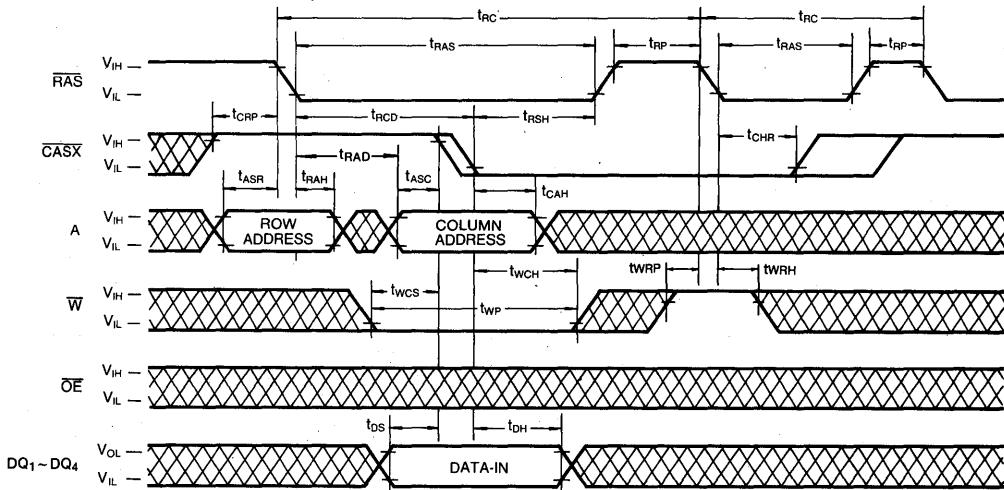 tRC tRC
tRAS tRP tRAS tRP
RAS VIH
VIL
tCRP tRCD tRSH tCHR
CASX VIH
VIL
tRAD
tASR tRAH tASC tCAH
A VIH
VIL
ROW ADDRESS
COLUMN ADDRESS
tWCH tWRP tWRH
tWCS
tWP
W VIH
VIL
OE VIH
VIL
tDS tDH
DQ1~DQ4 VOL
VIL
DATA-IN